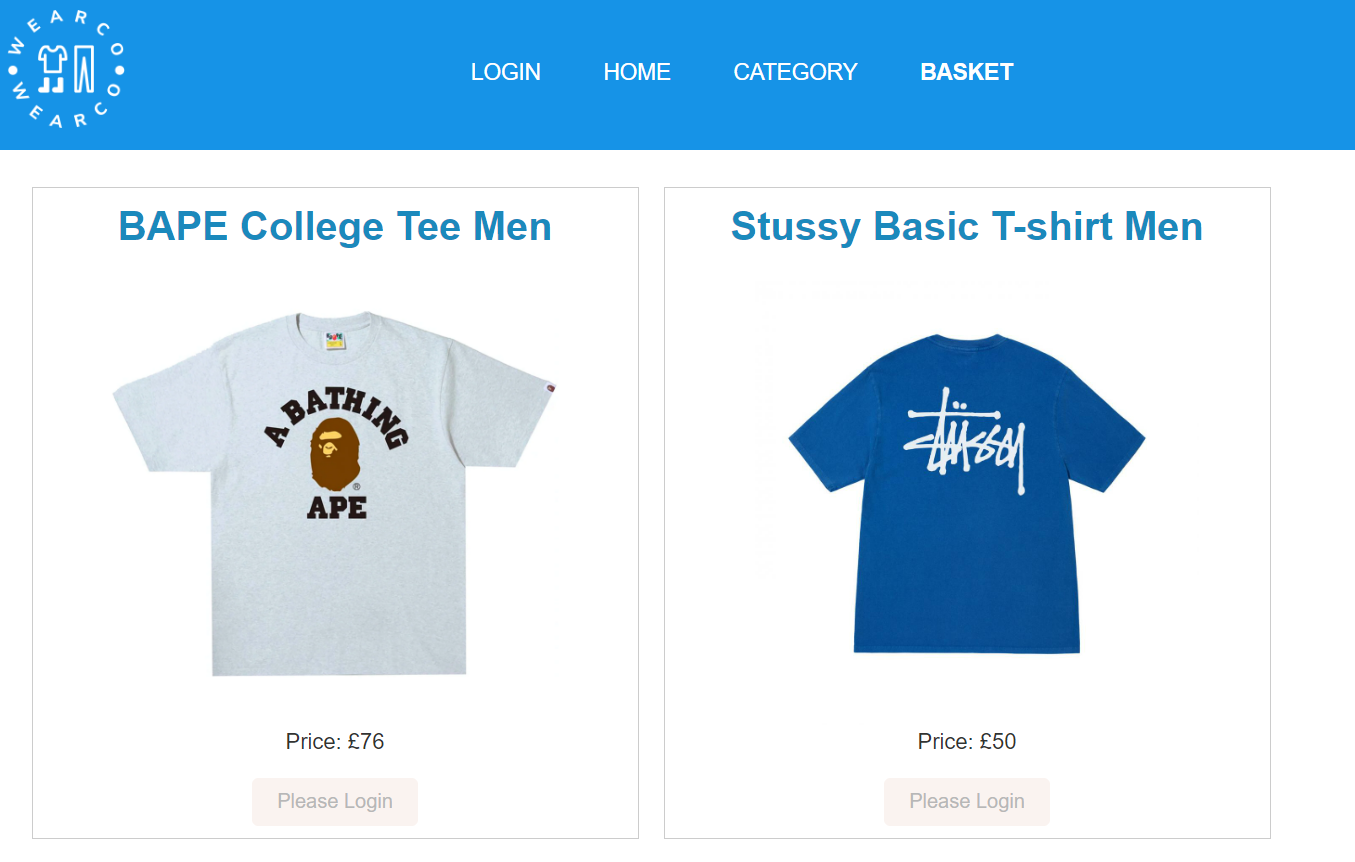 WEARCO
WEARCO
LOGIN HOME CATEGORY BASKET
BAPE College Tee Men
A BATHING
®
APE
Price: £76
Please Login
Stussy Basic T-shirt Men
Stüssy
Price: £50
Please Login